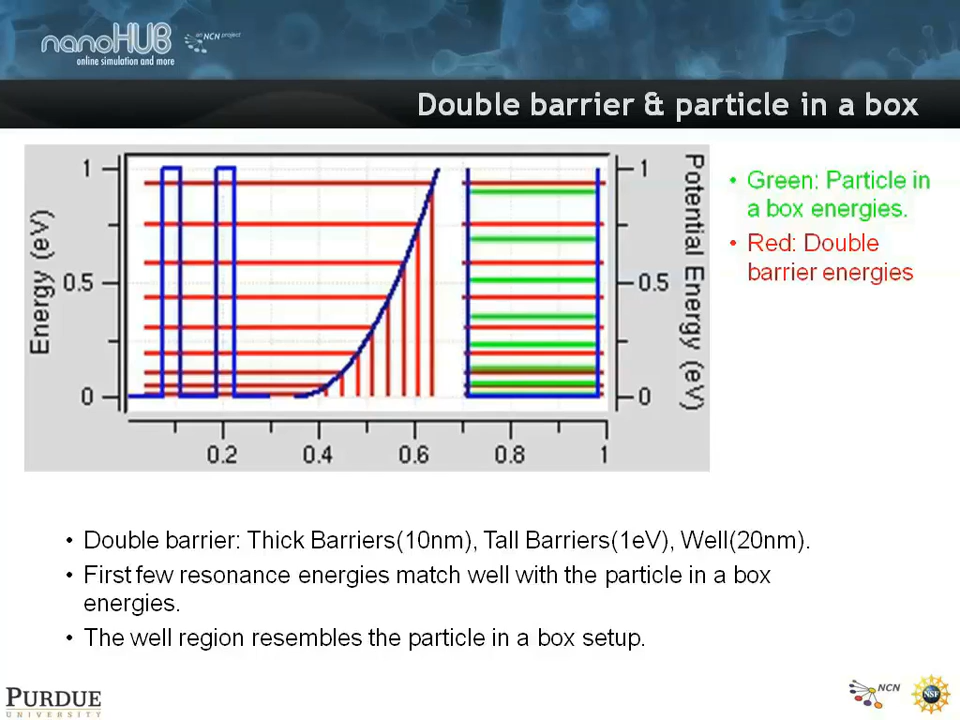 nanoHUB
an NCN project
online simulation and more
Double barrier & particle in a box
1
0.5
0
Energy (eV)
1
0.5
0
Potential Energy (eV)
0.2
0.4
0.6
0.8
1
• Green: Particle in
a box energies.
• Red: Double
barrier energies
• Double barrier: Thick Barriers(10nm), Tall Barriers(1eV), Well(20nm).
• First few resonance energies match well with the particle in a box
energies.
• The well region resembles the particle in a box setup.
PURDUE
UNIVERSITY
NCN
NSF